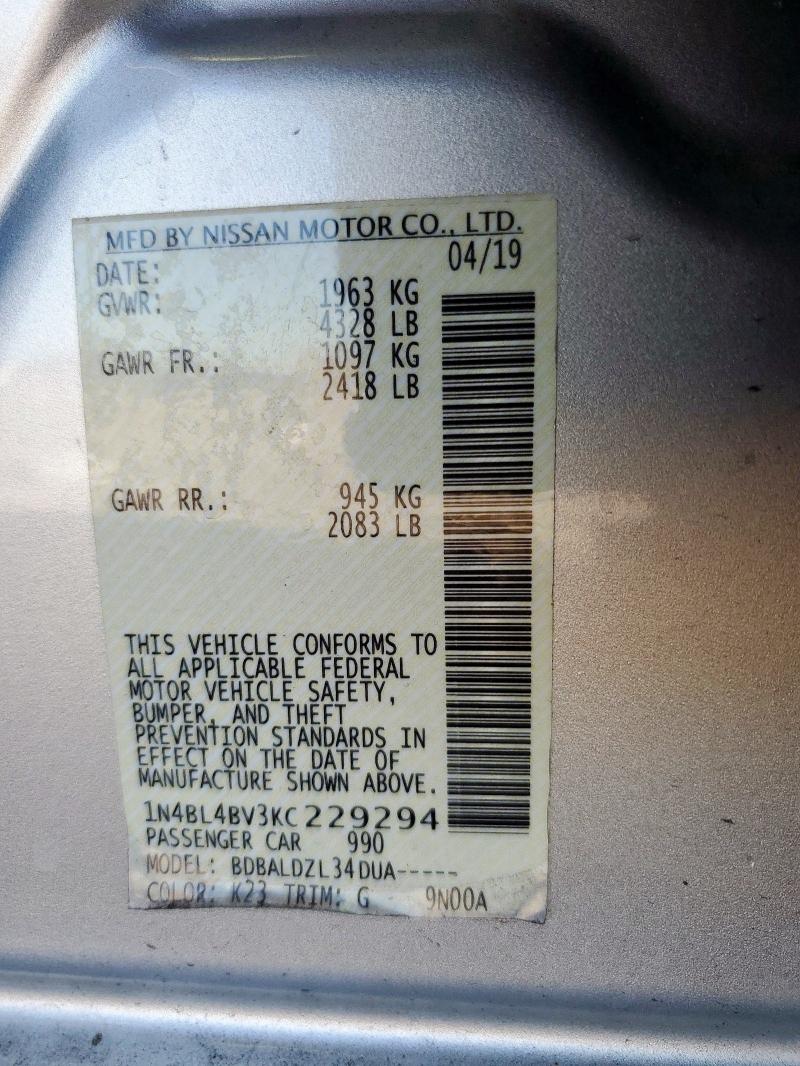 MFD BY NISSAN MOTOR CO., LTD.
DATE: 04/19
GVWR: 1963 KG
4328 LB
GAWR FR.: 1097 KG
2418 LB
GAWR RR.: 945 KG
2083 LB
THIS VEHICLE CONFORMS TO
ALL APPLICABLE FEDERAL
MOTOR VEHICLE SAFETY,
BUMPER, AND THEFT
PREVENTION STANDARDS IN
EFFECT ON THE DATE OF
MANUFACTURE SHOWN ABOVE.
1N4BL4BV3KC229294
PASSENGER CAR 990
MODEL: BDBALDZL34DUA-----
COLOR: K23 TRIM: G 9N00A